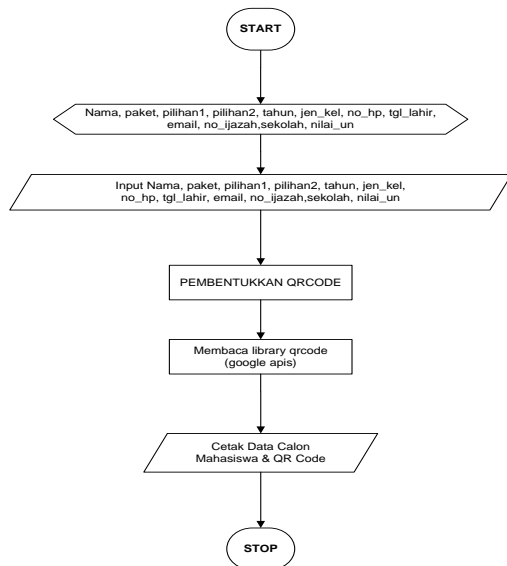 START
Nama, paket, pilihan1, pilihan2, tahun, jen_kel, no_hp, tgl_lahir,
email, no_ijazah,sekolah, nilai_un
Input Nama, paket, pilihan1, pilihan2, tahun, jen_kel,
no_hp, tgl_lahir, email, no_ijazah,sekolah, nilai_un
PEMBENTUKKAN QRCODE
Membaca library qrcode
(google apis)
Cetak Data Calon
Mahasiswa & QR Code
STOP